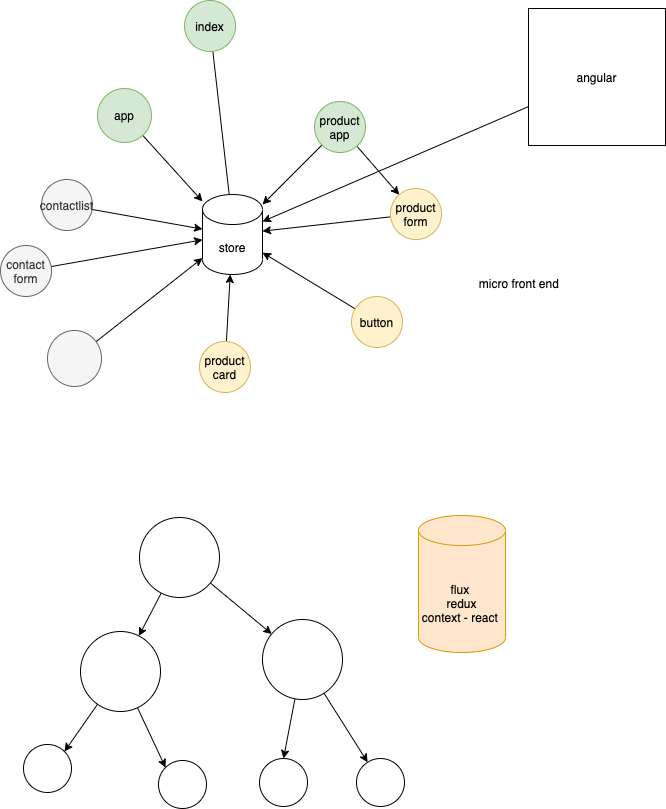 index
angular
app
product
app
contactlist
product
form
store
contact
form
micro front end
button
product
card
flux
redux
context - react